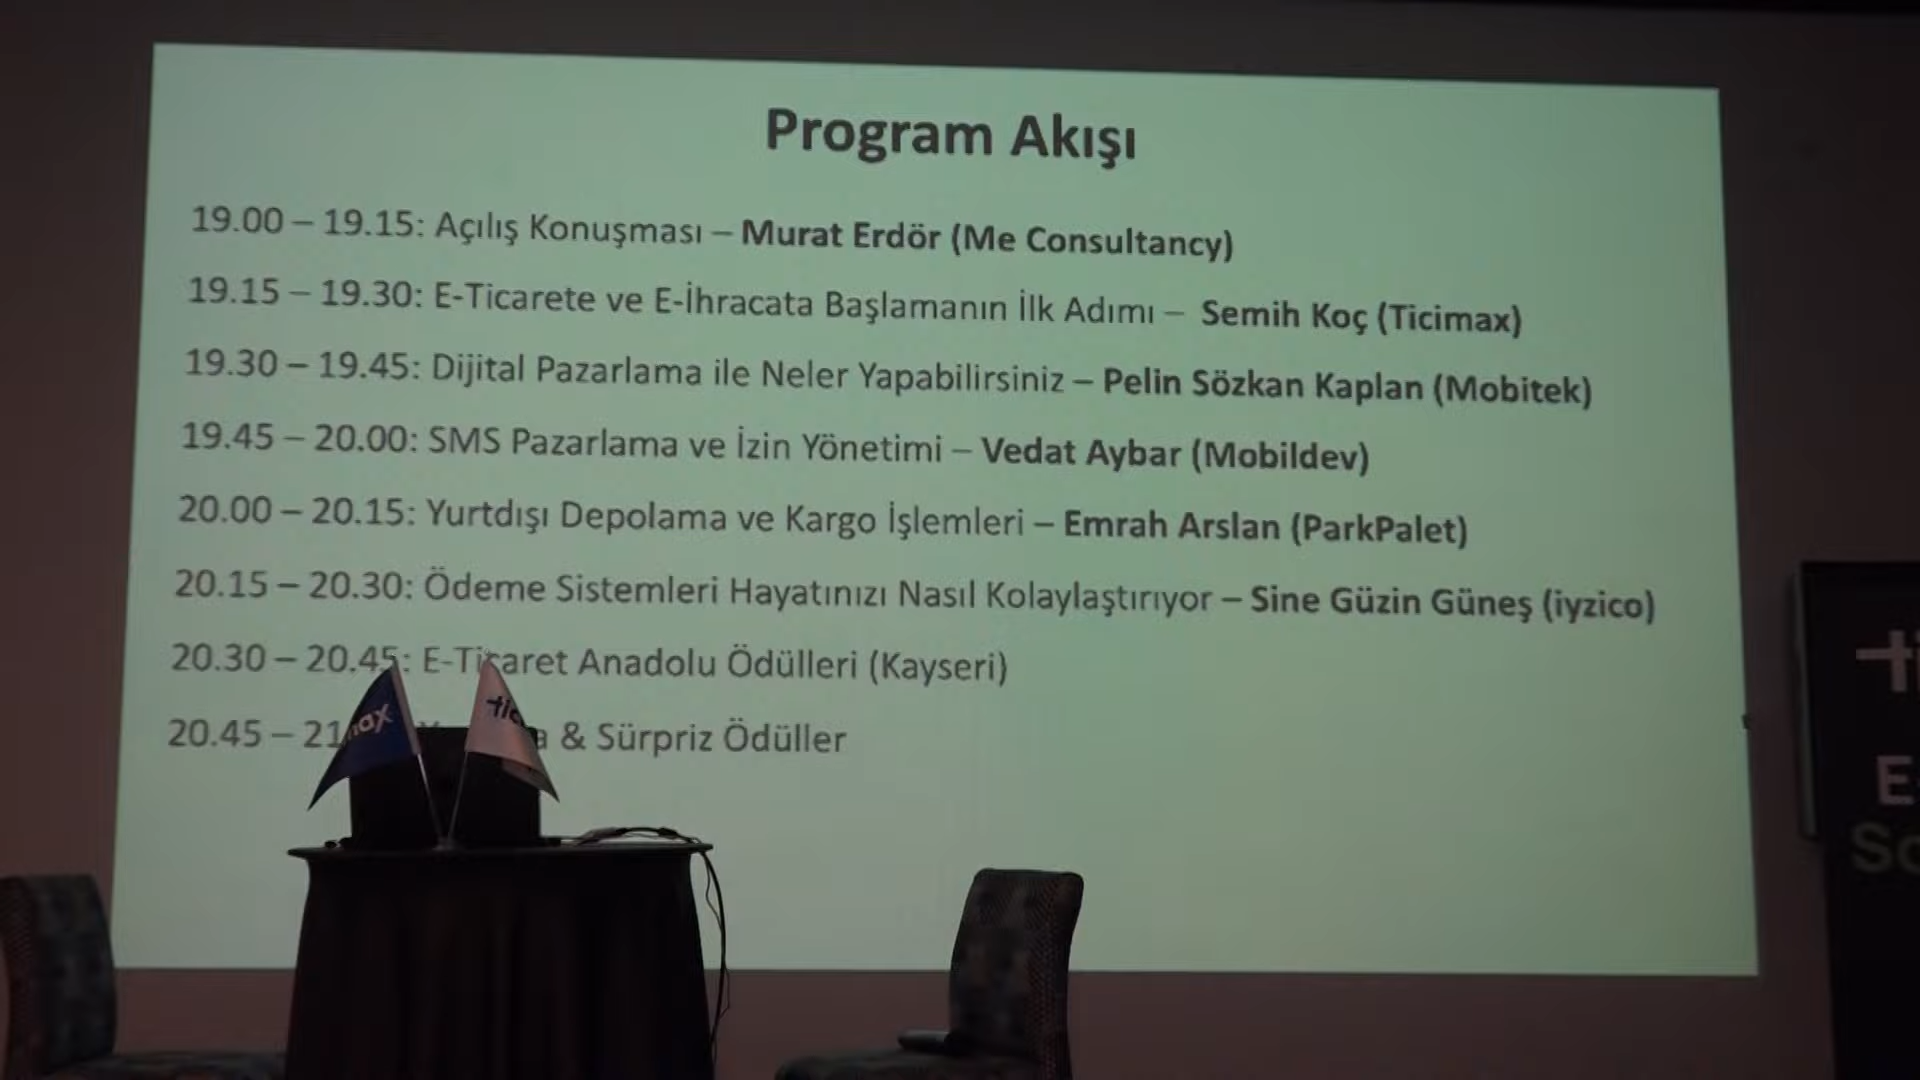 Program Akışı
19.00 – 19.15: Açılış Konuşması – Murat Erdör (Me Consultancy)
19.15 – 19.30: E-Ticarete ve E-İhracata Başlamanın İlk Adımı – Semih Koç (Ticimax)
19.30 – 19.45: Dijital Pazarlama ile Neler Yapabilirsiniz – Pelin Sözkan Kaplan (Mobitek)
19.45 – 20.00: SMS Pazarlama ve İzin Yönetimi – Vedat Aybar (Mobildev)
20.00 – 20.15: Yurtdışı Depolama ve Kargo İşlemleri – Emrah Arslan (ParkPalet)
20.15 – 20.30: Ödeme Sistemleri Hayatınızı Nasıl Kolaylaştırıyor – Sine Güzin Güneş (iyzico)
20.30 – 20.45: E-Ticaret Anadolu Ödülleri (Kayseri)
20.45 – 21 & Sürpriz Ödüller